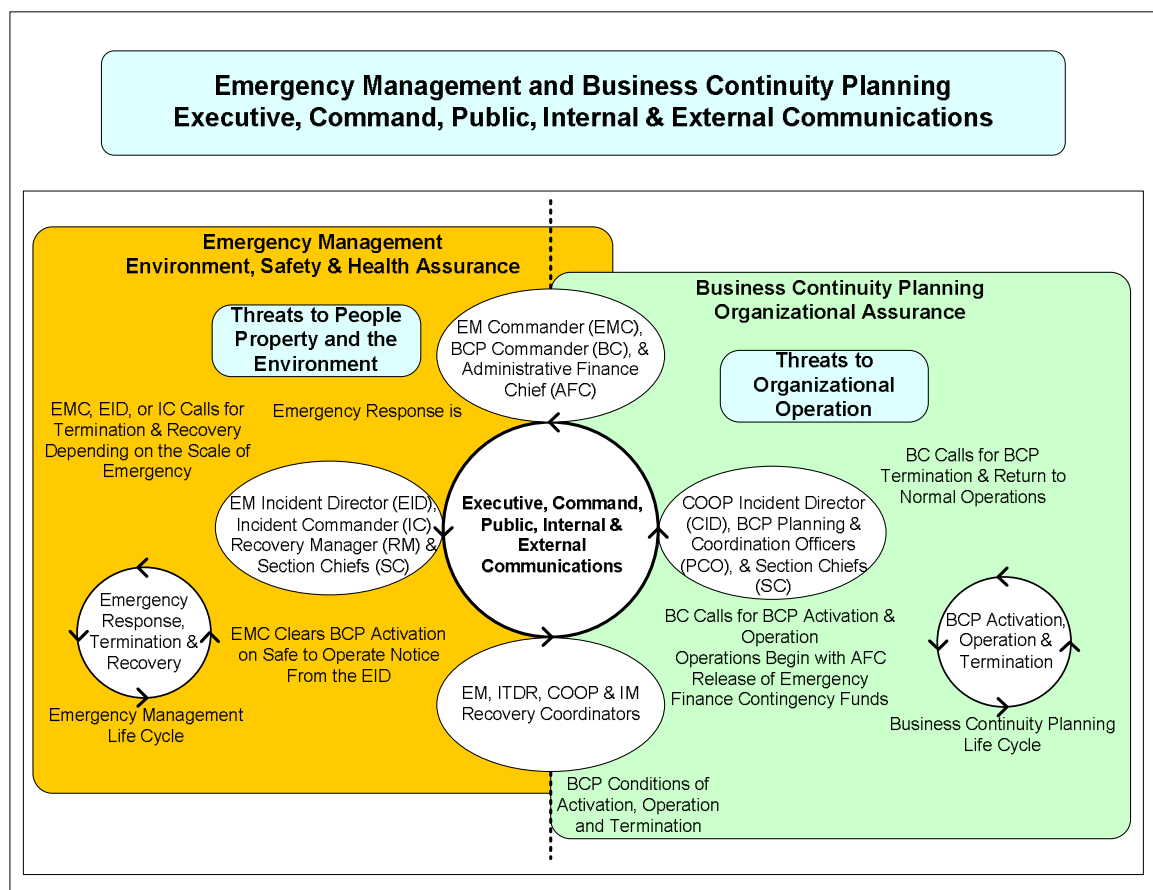 Emergency Management and Business Continuity Planning
Executive, Command, Public, Internal & External Communications
Emergency Management
Environment, Safety & Health Assurance
Threats to People
Property and the
Environment
EM Commander (EMC),
BCP Commander (BC), &
Administrative Finance
Chief (AFC)
Business Continuity Planning
Organizational Assurance
Threats to
Organizational
Operation
EMC, EID, or IC Calls for
Termination & Recovery
Depending on the Scale of
Emergency
Emergency Response is
BC Calls for BCP
Termination & Return to
Normal Operations
EM Incident Director (EID),
Incident Commander (IC)
Recovery Manager (RM) &
Section Chiefs (SC)
Executive, Command,
Public, Internal &
External
Communications
COOP Incident Director
(CID), BCP Planning &
Coordination Officers
(PCO), & Section Chiefs
(SC)
Emergency
Response,
Termination &
Recovery
EMC Clears BCP Activation
on Safe to Operate Notice
From the EID
BC Calls for BCP Activation &
Operation
Operations Begin with AFC
Release of Emergency
Finance Contingency Funds
BCP Activation,
Operation &
Termination
Emergency Management
Life Cycle
EM, ITDR, COOP & IM
Recovery Coordinators
Business Continuity Planning
Life Cycle
BCP Conditions of
Activation, Operation
and Termination